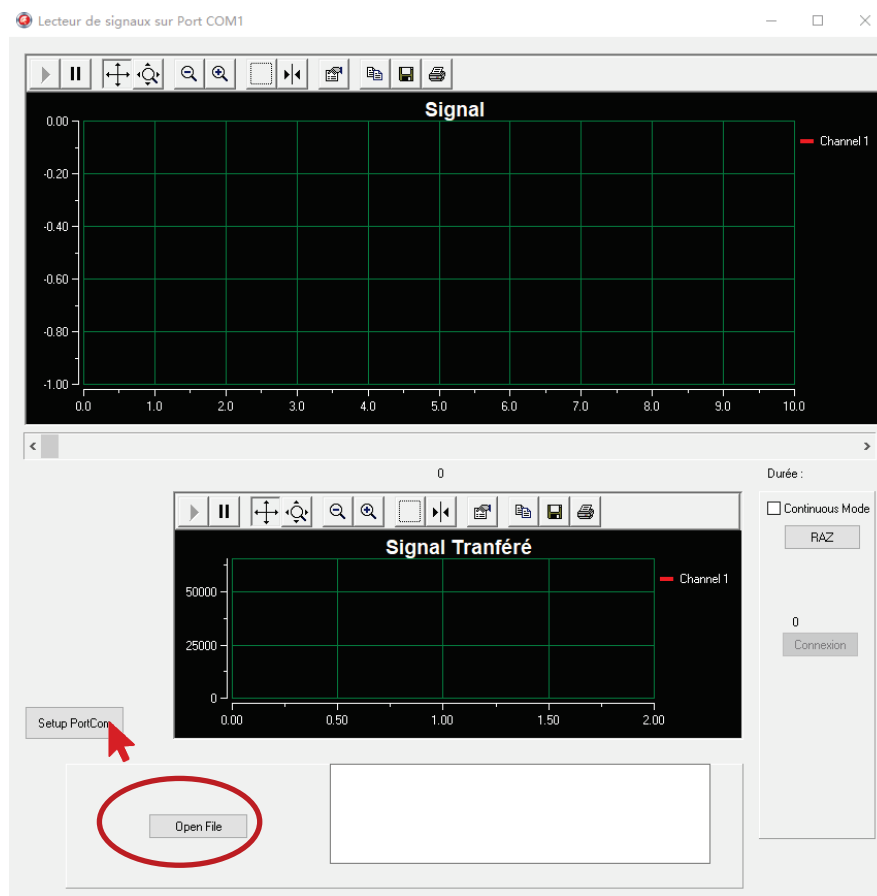 Lecteur de signaux sur Port COM1
Signal
Channel 1
0.00
-0.20
-0.40
-0.60
-0.80
-1.00
0.0 1.0 2.0 3.0 4.0 5.0 6.0 7.0 8.0 9.0 10.0
0
Durée :
Continuous Mode
RAZ
Signal Tranféré
Channel 1
50000
25000
0
0.00 0.50 1.00 1.50 2.00
0
Connexion
Setup PortCom
Open File